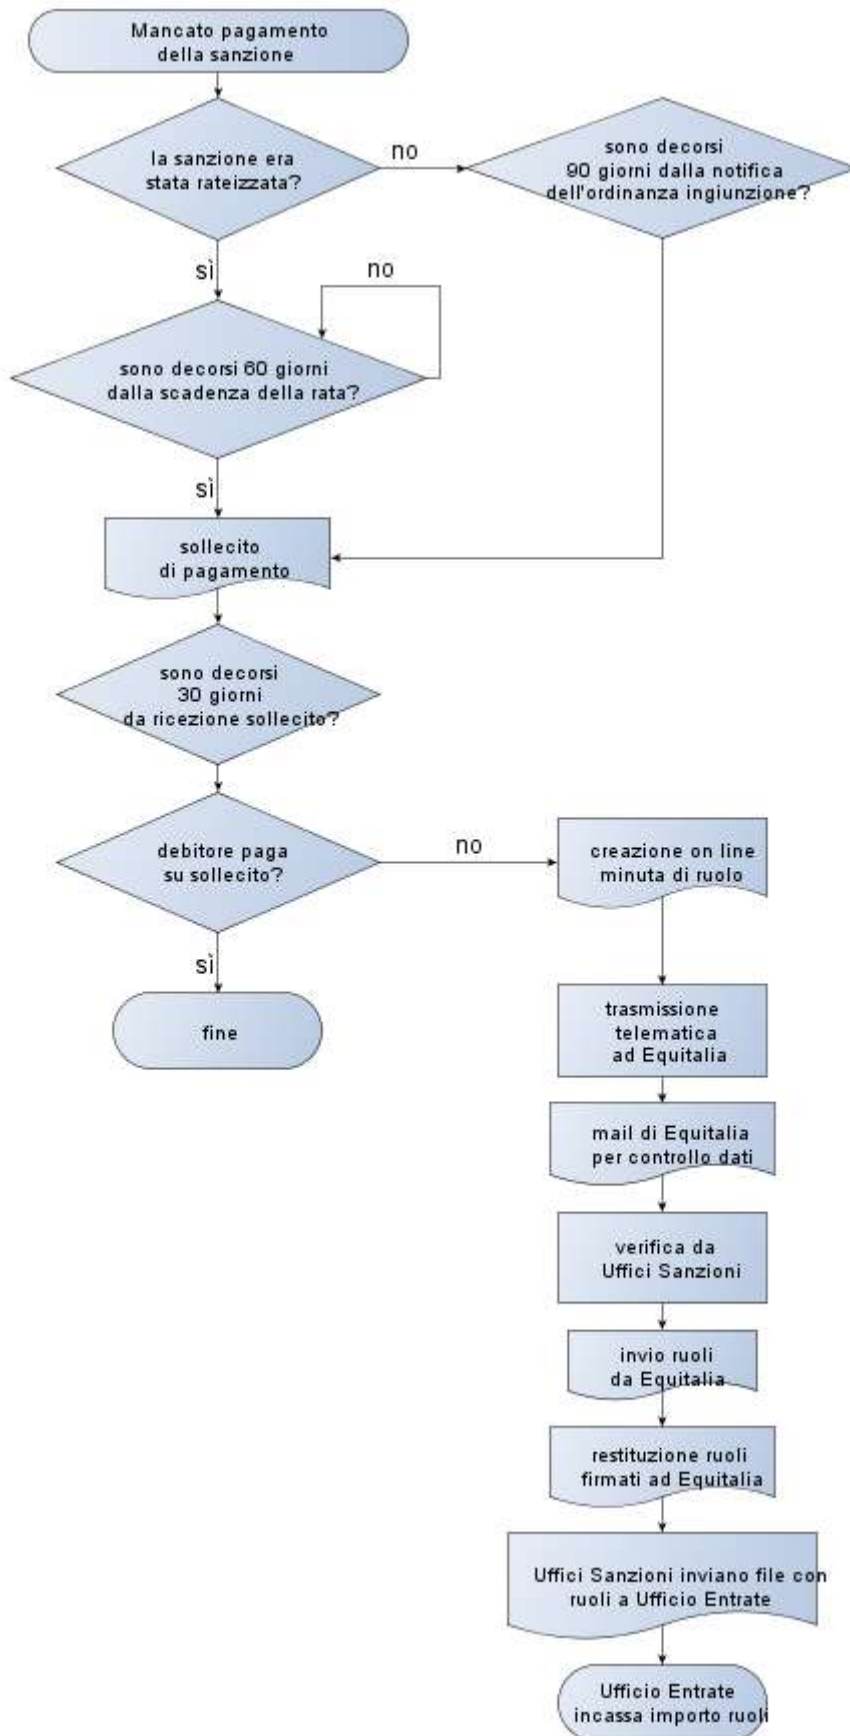 Mancato pagamento
della sanzione
la sanzione era
stata rateizzata?
no
sono decorsi
90 giorni dalla notifica
dell'ordinanza ingiunzione?
sì
no
sono decorsi 60 giorni
dalla scadenza della rata?
sì
sollecito
di pagamento
sono decorsi
30 giorni
da ricezione sollecito?
debitore paga
su sollecito?
no
creazione on line
minuta di ruolo
sì
fine
trasmissione
telematica
ad Equitalia
mail di Equitalia
per controllo dati
verifica da
Uffici Sanzioni
invio ruoli
da Equitalia
restituzione ruoli
firmati ad Equitalia
Uffici Sanzioni inviano file con
ruoli a Ufficio Entrate
Ufficio Entrate
incassa importo ruoli